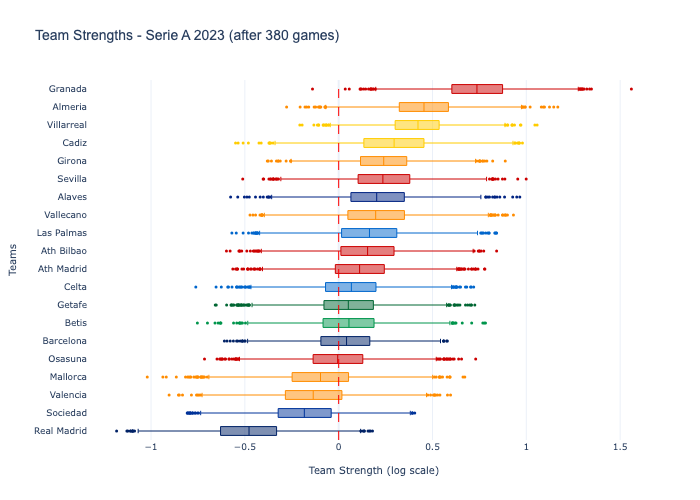 Team Strengths - Serie A 2023 (after 380 games)
Granada
Almeria
Villarreal
Cadiz
Girona
Sevilla
Alaves
Vallecano
Las Palmas
Ath Bilbao
Ath Madrid
Celta
Getafe
Betis
Barcelona
Osasuna
Mallorca
Valencia
Sociedad
Real Madrid
Teams
−1
−0.5
0
0.5
1
1.5
Team Strength (log scale)